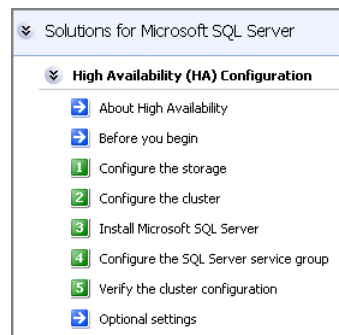 Solutions for Microsoft SQL Server
High Availability (HA) Configuration
About High Availability
Before you begin
1 Configure the storage
2 Configure the cluster
3 Install Microsoft SQL Server
4 Configure the SQL Server service group
5 Verify the cluster configuration
Optional settings